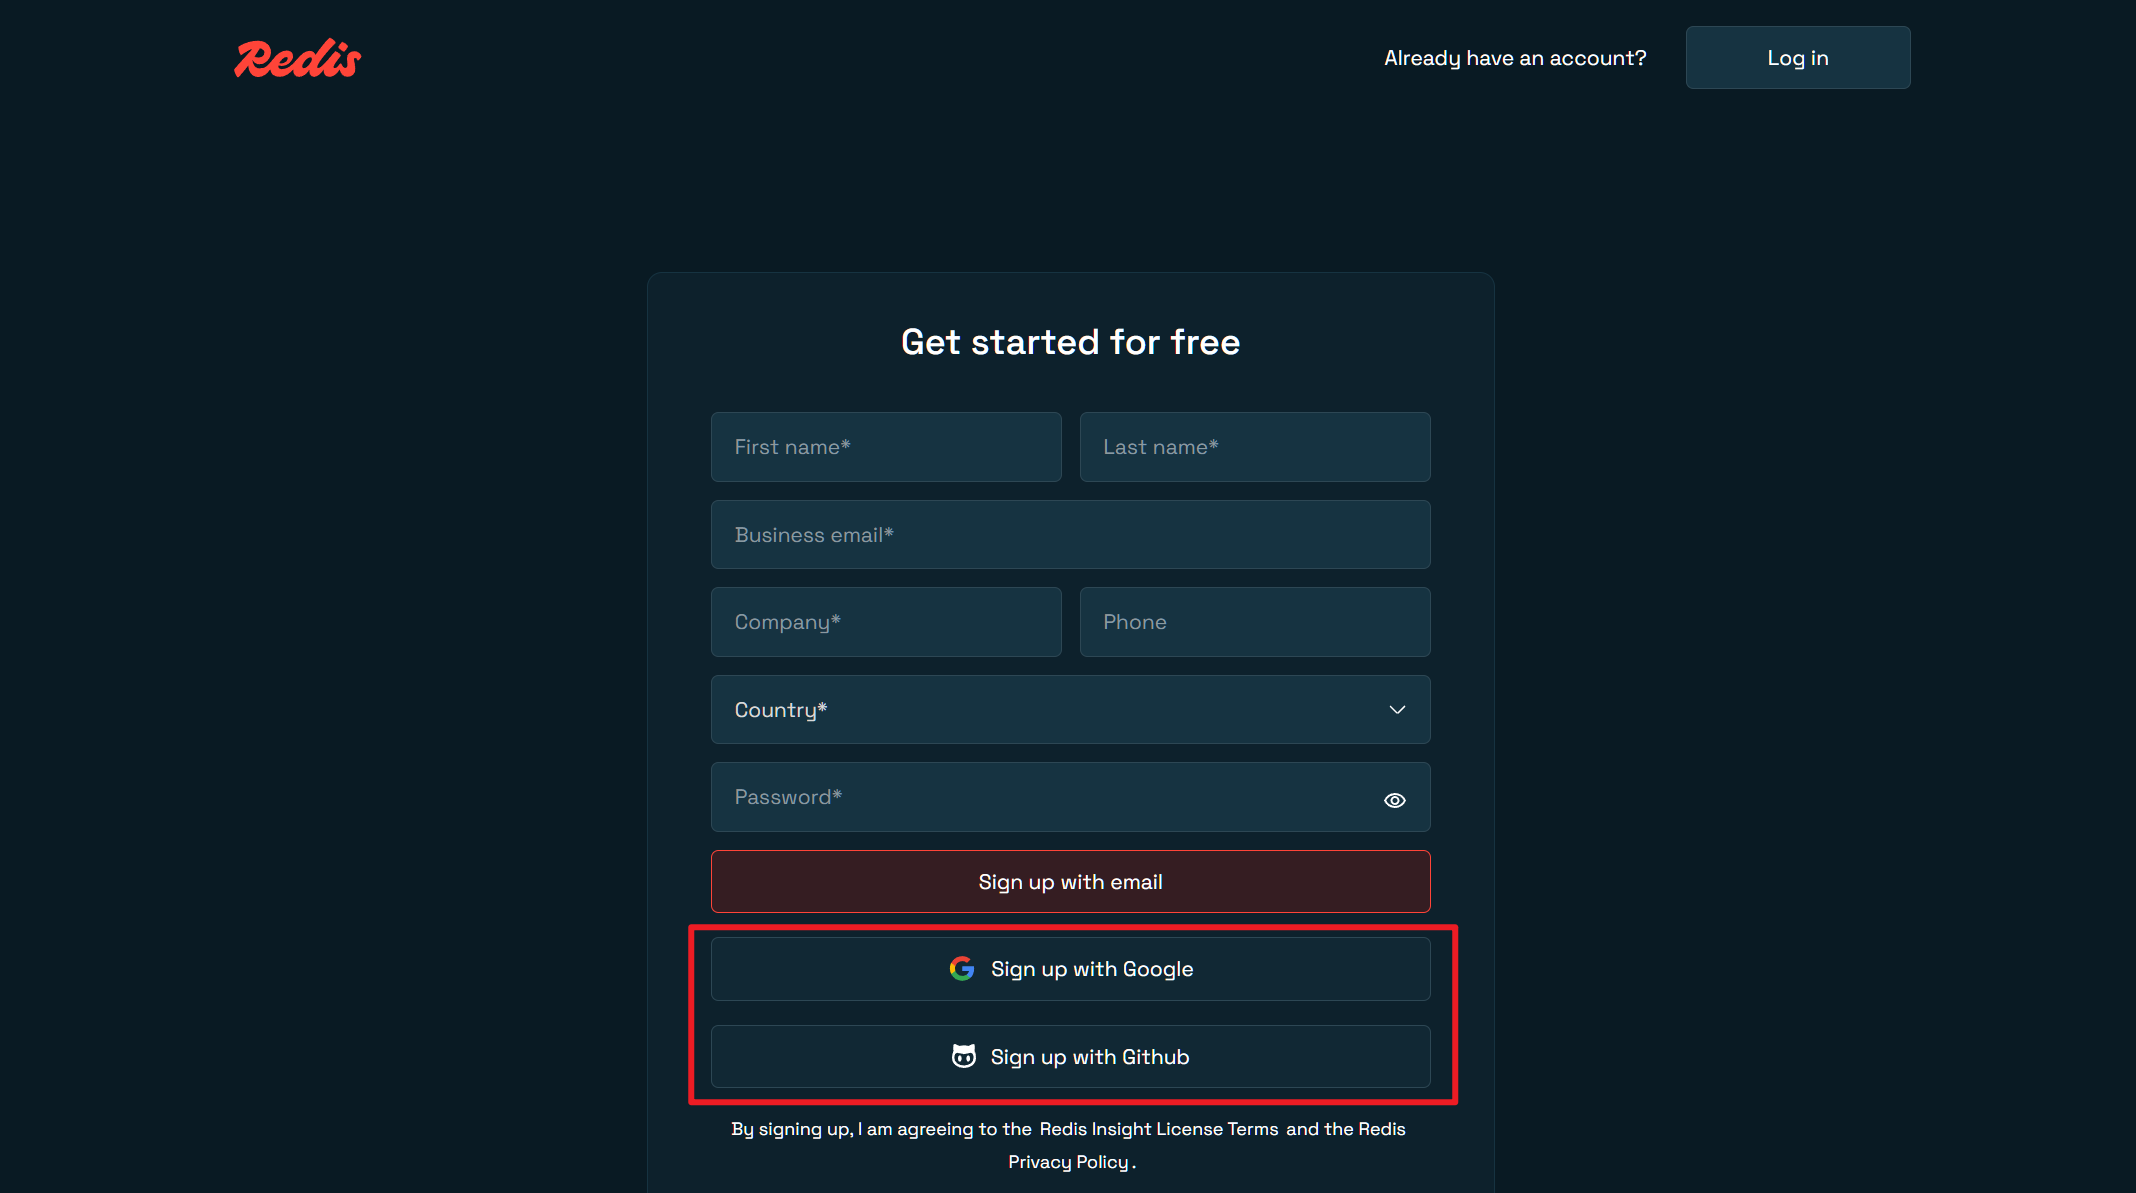 Redis
Already have an account?
Log in
Get started for free
First name*
Last name*
Business email*
Company*
Phone
Country*
Password*
Sign up with email
Sign up with Google
Sign up with Github
By signing up, I am agreeing to the Redis Insight License Terms and the Redis
Privacy Policy.